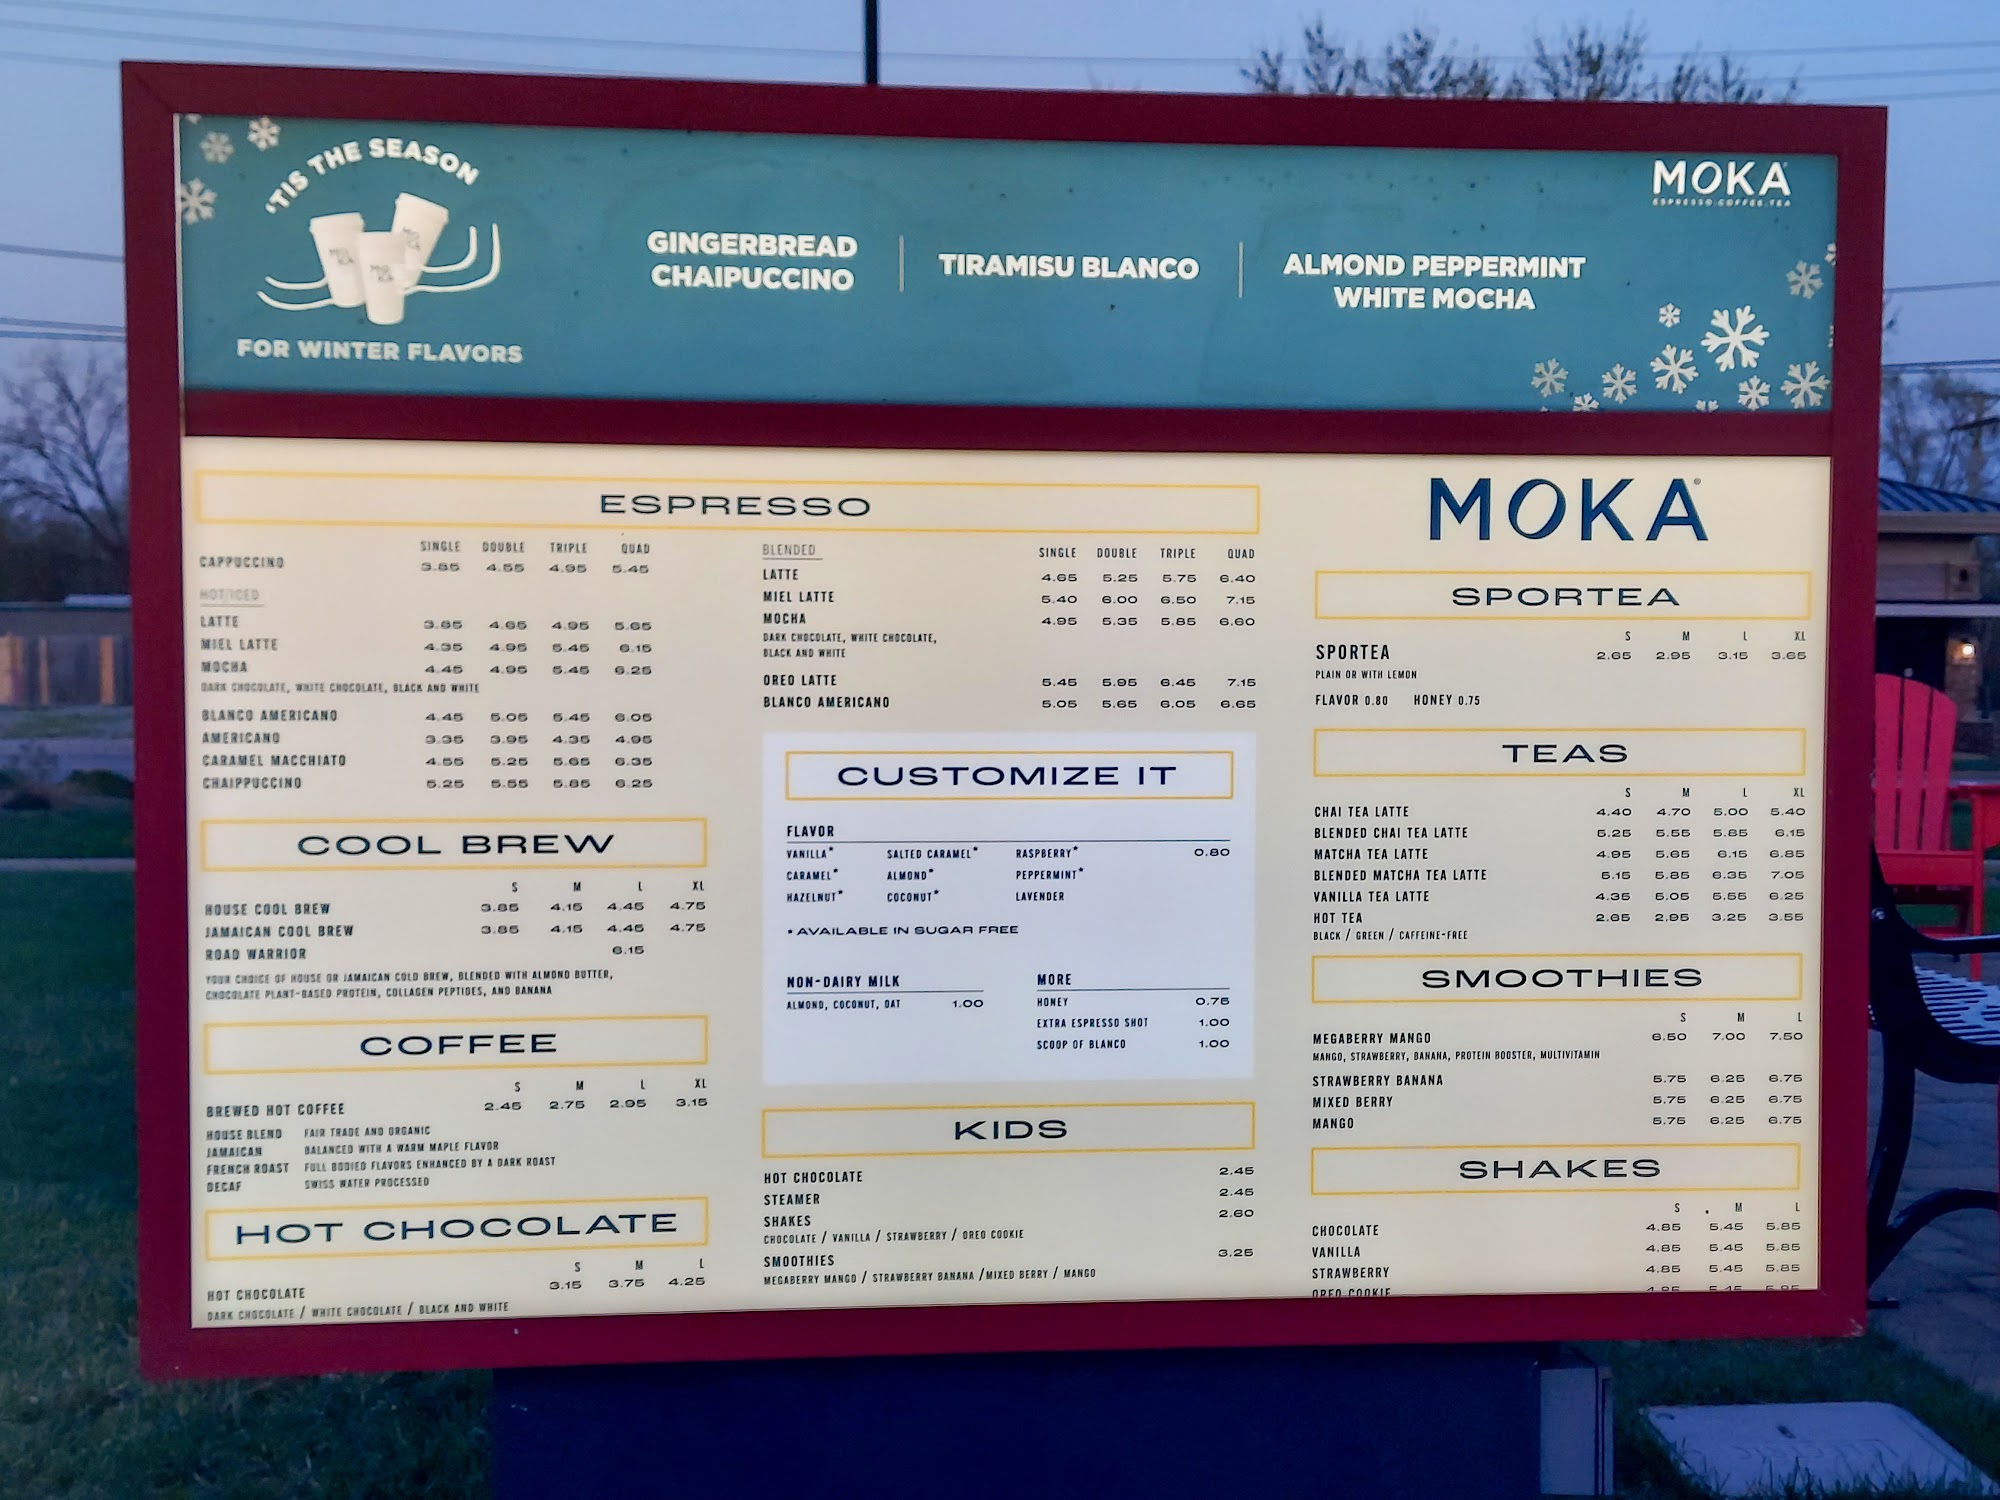 'TIS THE SEASON
FOR WINTER FLAVORS
GINGERBREAD
CHAIPUCCINO
TIRAMISU BLANCO
ALMOND PEPPERMINT
WHITE MOCHA
MOKA
ESPRESSO.COFFEE.TEA
ESPRESSO
SINGLE DOUBLE TRIPLE QUAD
CAPPUCCINO 3.85 4.55 4.95 5.45
HOT/ICED
LATTE 3.85 4.65 4.95 5.65
MIEL LATTE 4.35 4.95 5.45 6.15
MOCHA 4.45 4.95 5.45 6.25
DARK CHOCOLATE, WHITE CHOCOLATE, BLACK AND WHITE
BLANCO AMERICANO 4.45 5.05 5.45 6.05
AMERICANO 3.35 3.95 4.35 4.95
CARAMEL MACCHIATO 4.55 5.25 5.65 6.35
CHAIPPUCCINO 5.25 5.55 5.85 6.25
BLENDED SINGLE DOUBLE TRIPLE QUAD
LATTE 4.65 5.25 5.75 6.40
MIEL LATTE 5.40 6.00 6.50 7.15
MOCHA 4.95 5.35 5.85 6.60
DARK CHOCOLATE, WHITE CHOCOLATE,
BLACK AND WHITE
OREO LATTE 5.45 5.95 6.45 7.15
BLANCO AMERICANO 5.05 5.65 6.05 6.65
COOL BREW
S M L XL
HOUSE COOL BREW 3.85 4.15 4.45 4.75
JAMAICAN COOL BREW 3.85 4.15 4.45 4.75
ROAD WARRIOR 6.15
YOUR CHOICE OF HOUSE OR JAMAICAN COLD BREW, BLENDED WITH ALMOND BUTTER,
CHOCOLATE PLANT-BASED PROTEIN, COLLAGEN PEPTIDES, AND BANANA
COFFEE
S M L XL
BREWED HOT COFFEE 2.45 2.75 2.95 3.15
HOUSE BLEND FAIR TRADE AND ORGANIC
JAMAICAN BALANCED WITH A WARM MAPLE FLAVOR
FRENCH ROAST FULL BODIED FLAVORS ENHANCED BY A DARK ROAST
DECAF SWISS WATER PROCESSED
HOT CHOCOLATE
S M L
HOT CHOCOLATE 3.15 3.75 4.25
DARK CHOCOLATE / WHITE CHOCOLATE / BLACK AND WHITE
CUSTOMIZE IT
FLAVOR
VANILLA* SALTED CARAMEL* RASPBERRY* 0.80
CARAMEL* ALMOND* PEPPERMINT*
HAZELNUT* COCONUT* LAVENDER
* AVAILABLE IN SUGAR FREE
NON-DAIRY MILK
ALMOND, COCONUT, OAT 1.00
MORE
HONEY 0.75
EXTRA ESPRESSO SHOT 1.00
SCOOP OF BLANCO 1.00
KIDS
HOT CHOCOLATE 2.45
STEAMER 2.45
SHAKES 2.60
CHOCOLATE / VANILLA / STRAWBERRY / OREO COOKIE
SMOOTHIES 3.25
MEGABERRY MANGO / STRAWBERRY BANANA /MIXED BERRY / MANGO
MOKA®
SPORTEA
S M L XL
SPORTEA 2.65 2.95 3.15 3.65
PLAIN OR WITH LEMON
FLAVOR 0.80 HONEY 0.75
TEAS
S M L XL
CHAI TEA LATTE 4.40 4.70 5.00 5.40
BLENDED CHAI TEA LATTE 5.25 5.55 5.85 6.15
MATCHA TEA LATTE 4.95 5.65 6.15 6.85
BLENDED MATCHA TEA LATTE 5.15 5.85 6.35 7.05
VANILLA TEA LATTE 4.35 5.05 5.55 6.25
HOT TEA 2.65 2.95 3.25 3.55
BLACK / GREEN / CAFFEINE-FREE
SMOOTHIES
S M L
MEGABERRY MANGO 6.50 7.00 7.50
MANGO, STRAWBERRY, BANANA, PROTEIN BOOSTER, MULTIVITAMIN
STRAWBERRY BANANA 5.75 6.25 6.75
MIXED BERRY 5.75 6.25 6.75
MANGO 5.75 6.25 6.75
SHAKES
S M L
CHOCOLATE 4.85 5.45 5.85
VANILLA 4.85 5.45 5.85
STRAWBERRY 4.85 5.45 5.85
OREO COOKIE